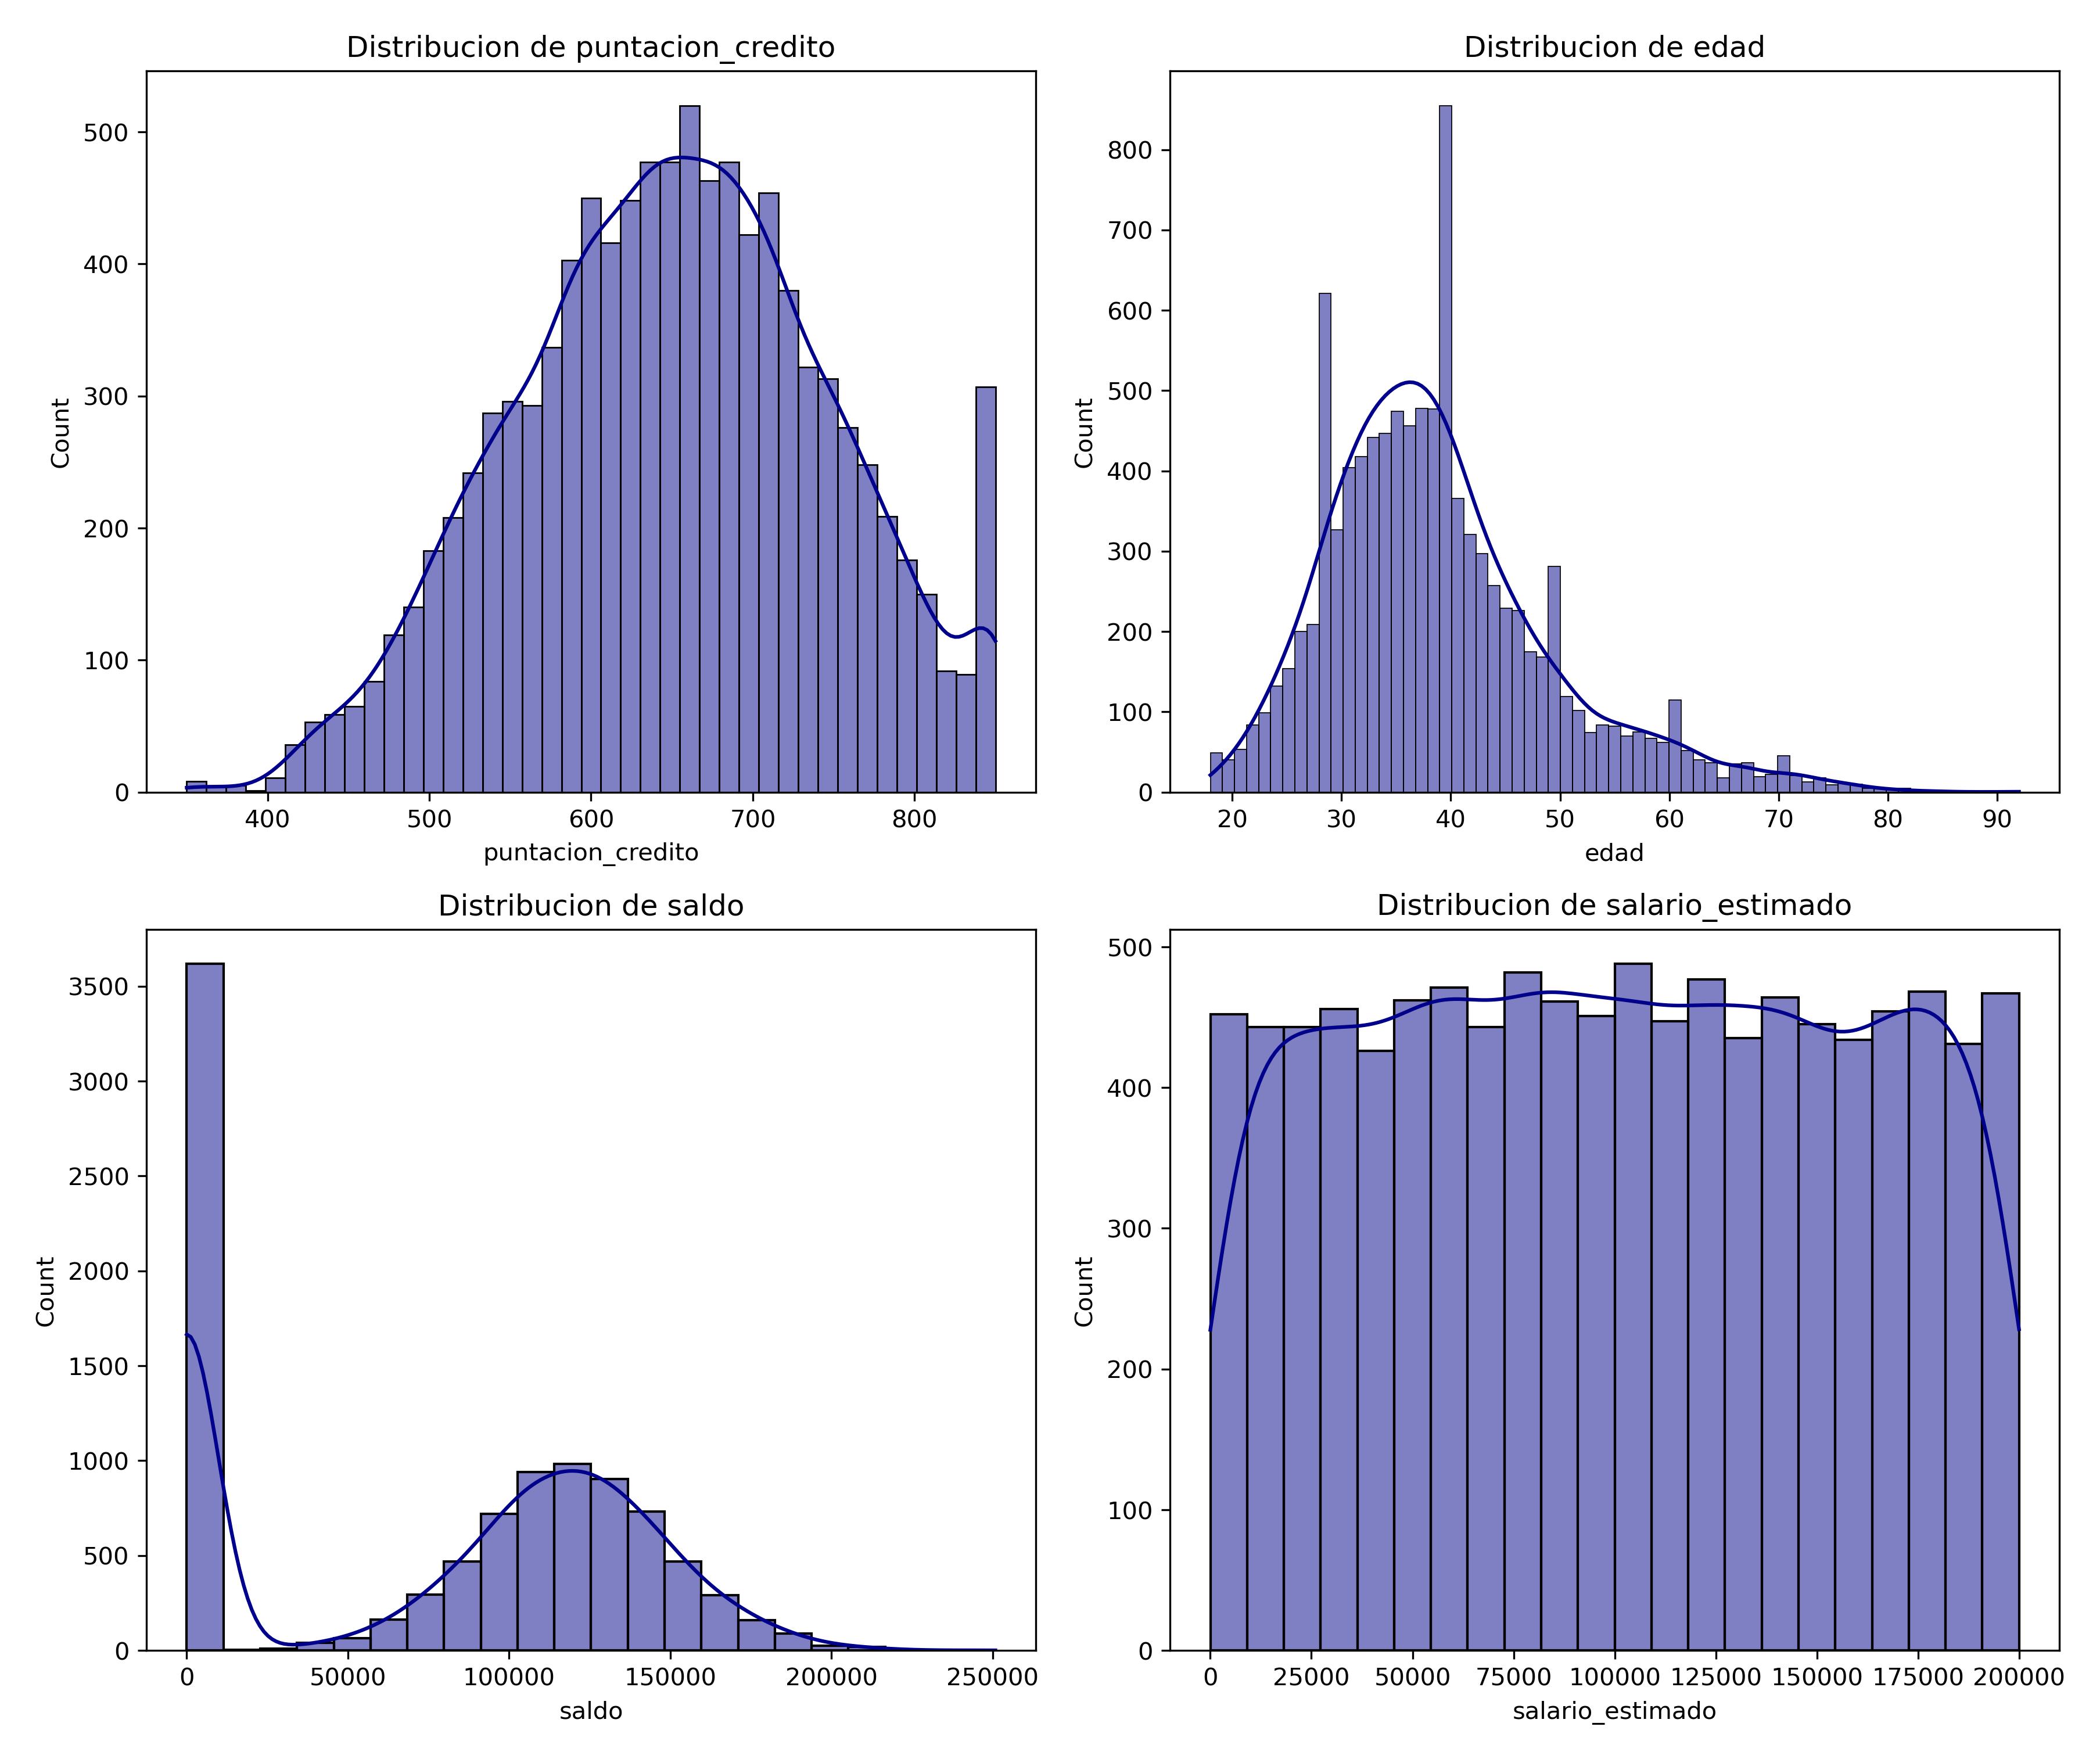 Distribucion de puntacion_credito
Count
500
400
300
200
100
0
400 500 600 700 800
puntacion_credito
Distribucion de edad
Count
800
700
600
500
400
300
200
100
0
20 30 40 50 60 70 80 90
edad
Distribucion de saldo
Count
3500
3000
2500
2000
1500
1000
500
0
0 50000 100000 150000 200000 250000
saldo
Distribucion de salario_estimado
Count
500
400
300
200
100
0
0 25000 50000 75000 100000 125000 150000 175000 200000
salario_estimado